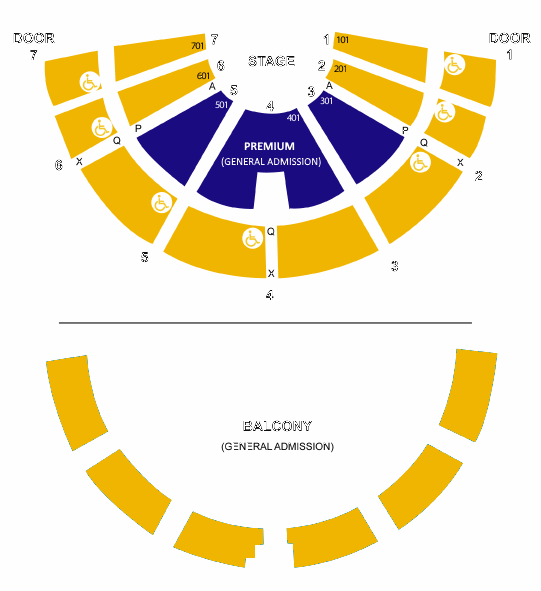 DOOR
7
DOOR
1
701
7
1
101
STAGE
601
6
2
201
A
5
3
A
501
4
301
401
P
P
PREMIUM
(GENERAL ADMISSION)
Q
Q
6
X
X
2
Q
5
3
X
4
BALCONY
(GENERAL ADMISSION)